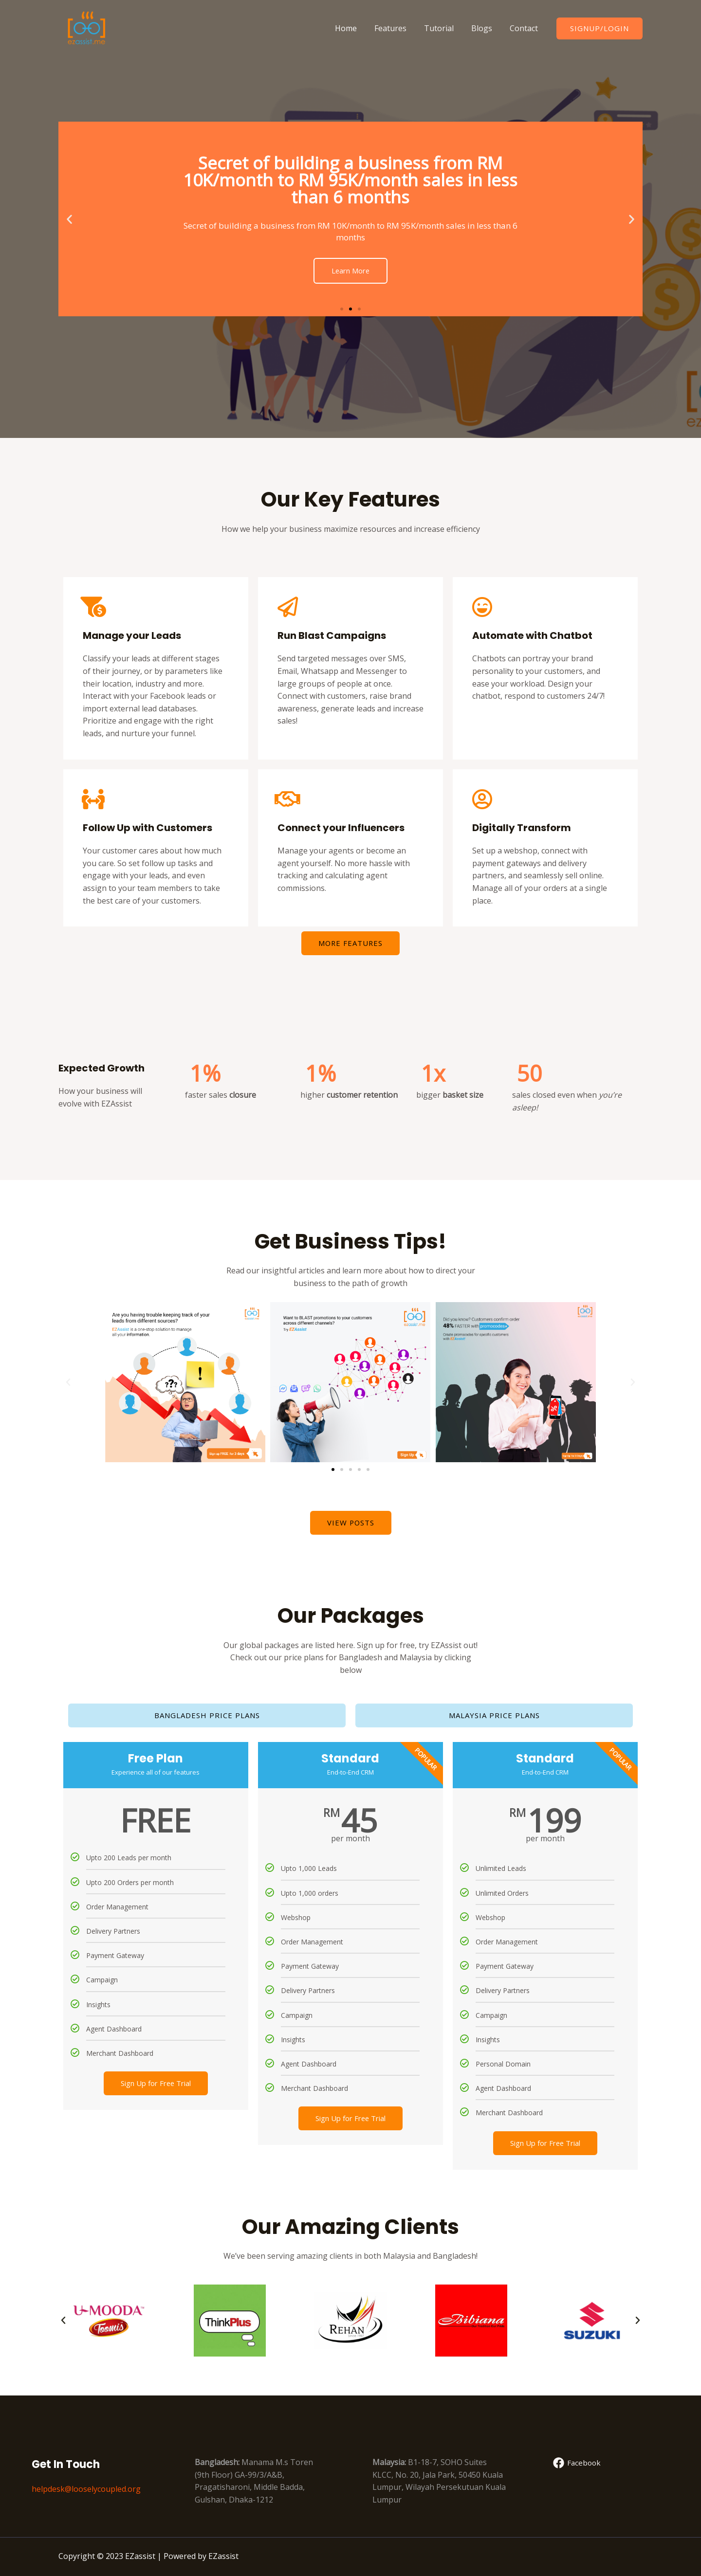 ezassist.me
Home
Features
Tutorial
Blogs
Contact
SIGNUP/LOGIN
Secret of building a business from RM
10K/month to RM 95K/month sales in less
than 6 months
Secret of building a business from RM 10K/month to RM 95K/month sales in less than 6
months
Learn More
Our Key Features
How we help your business maximize resources and increase efficiency
Manage your Leads
Classify your leads at different stages
of their journey, or by parameters like
their location, industry and more.
Interact with your Facebook leads or
import external lead databases.
Prioritize and engage with the right
leads, and nurture your funnel.
Run Blast Campaigns
Send targeted messages over SMS,
Email, Whatsapp and Messenger to
large groups of people at once.
Connect with customers, raise brand
awareness, generate leads and increase
sales!
Automate with Chatbot
Chatbots can portray your brand
personality to your customers, and
ease your workload. Design your
chatbot, respond to customers 24/7!
Follow Up with Customers
Your customer cares about how much
you care. So set follow up tasks and
engage with your leads, and even
assign to your team members to take
the best care of your customers.
Connect your Influencers
Manage your agents or become an
agent yourself. No more hassle with
tracking and calculating agent
commissions.
Digitally Transform
Set up a webshop, connect with
payment gateways and delivery
partners, and seamlessly sell online.
Manage all of your orders at a single
place.
MORE FEATURES
Expected Growth
How your business will
evolve with EZAssist
1%
faster sales closure
1%
higher customer retention
1x
bigger basket size
50
sales closed even when you're
asleep!
Get Business Tips!
Read our insightful articles and learn more about how to direct your
business to the path of growth
Are you having trouble keeping track of your
leads from different sources?
EZAssist is a one-stop solution to manage
all your information.
Want to BLAST promotions to your customers
across different channels?
Try EZAssist
Did you know? Customers confirm order
48% FASTER with
VIEW POSTS
Our Packages
Our global packages are listed here. Sign up for free, try EZAssist out!
Check out our price plans for Bangladesh and Malaysia by clicking
below
BANGLADESH PRICE PLANS
MALAYSIA PRICE PLANS
Free Plan
Experience all of our features
FREE
Upto 200 Leads per month
Upto 200 Orders per month
Order Management
Delivery Partners
Payment Gateway
Campaign
Insights
Agent Dashboard
Merchant Dashboard
Sign Up for Free Trial
Standard
End-to-End CRM
POPULAR
RM 45
per month
Upto 1,000 Leads
Upto 1,000 orders
Webshop
Order Management
Payment Gateway
Delivery Partners
Campaign
Insights
Agent Dashboard
Merchant Dashboard
Sign Up for Free Trial
Standard
End-to-End CRM
POPULAR
RM 199
per month
Unlimited Leads
Unlimited Orders
Webshop
Order Management
Payment Gateway
Delivery Partners
Campaign
Insights
Personal Domain
Agent Dashboard
Merchant Dashboard
Sign Up for Free Trial
Our Amazing Clients
We've been serving amazing clients in both Malaysia and Bangladesh!
U-MOODA
Toomis
ThinkPlus
REHAN
Bibiana
SUZUKI
Get In Touch
helpdesk@looselycoupled.org
Bangladesh: Manama M.s Toren
(9th Floor) GA-99/3/A&B,
Pragatisharoni, Middle Badda,
Gulshan, Dhaka-1212
Malaysia: B1-18-7, SOHO Suites
KLCC, No. 20, Jala Park, 50450 Kuala
Lumpur, Wilayah Persekutuan Kuala
Lumpur
Facebook
Copyright © 2023 EZassist | Powered by EZassist